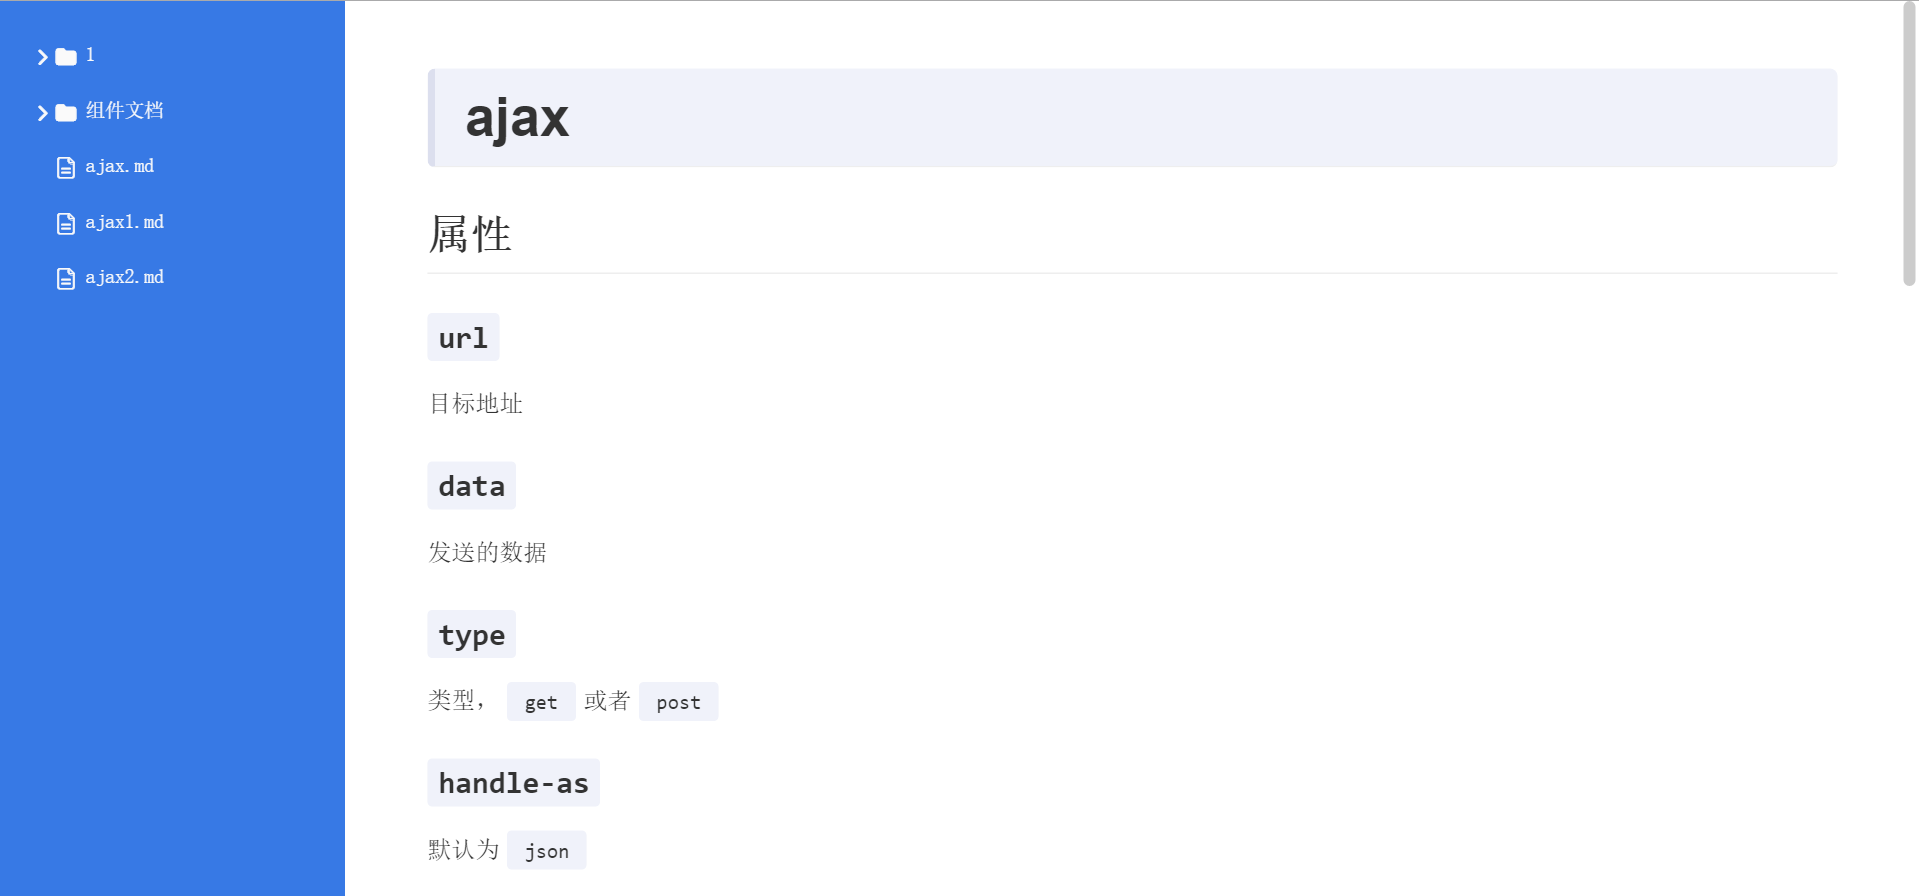 1
组件文档
ajax.md
ajax1.md
ajax2.md
ajax
属性
url
目标地址
data
发送的数据
type
类型， get 或者 post
handle-as
默认为 json